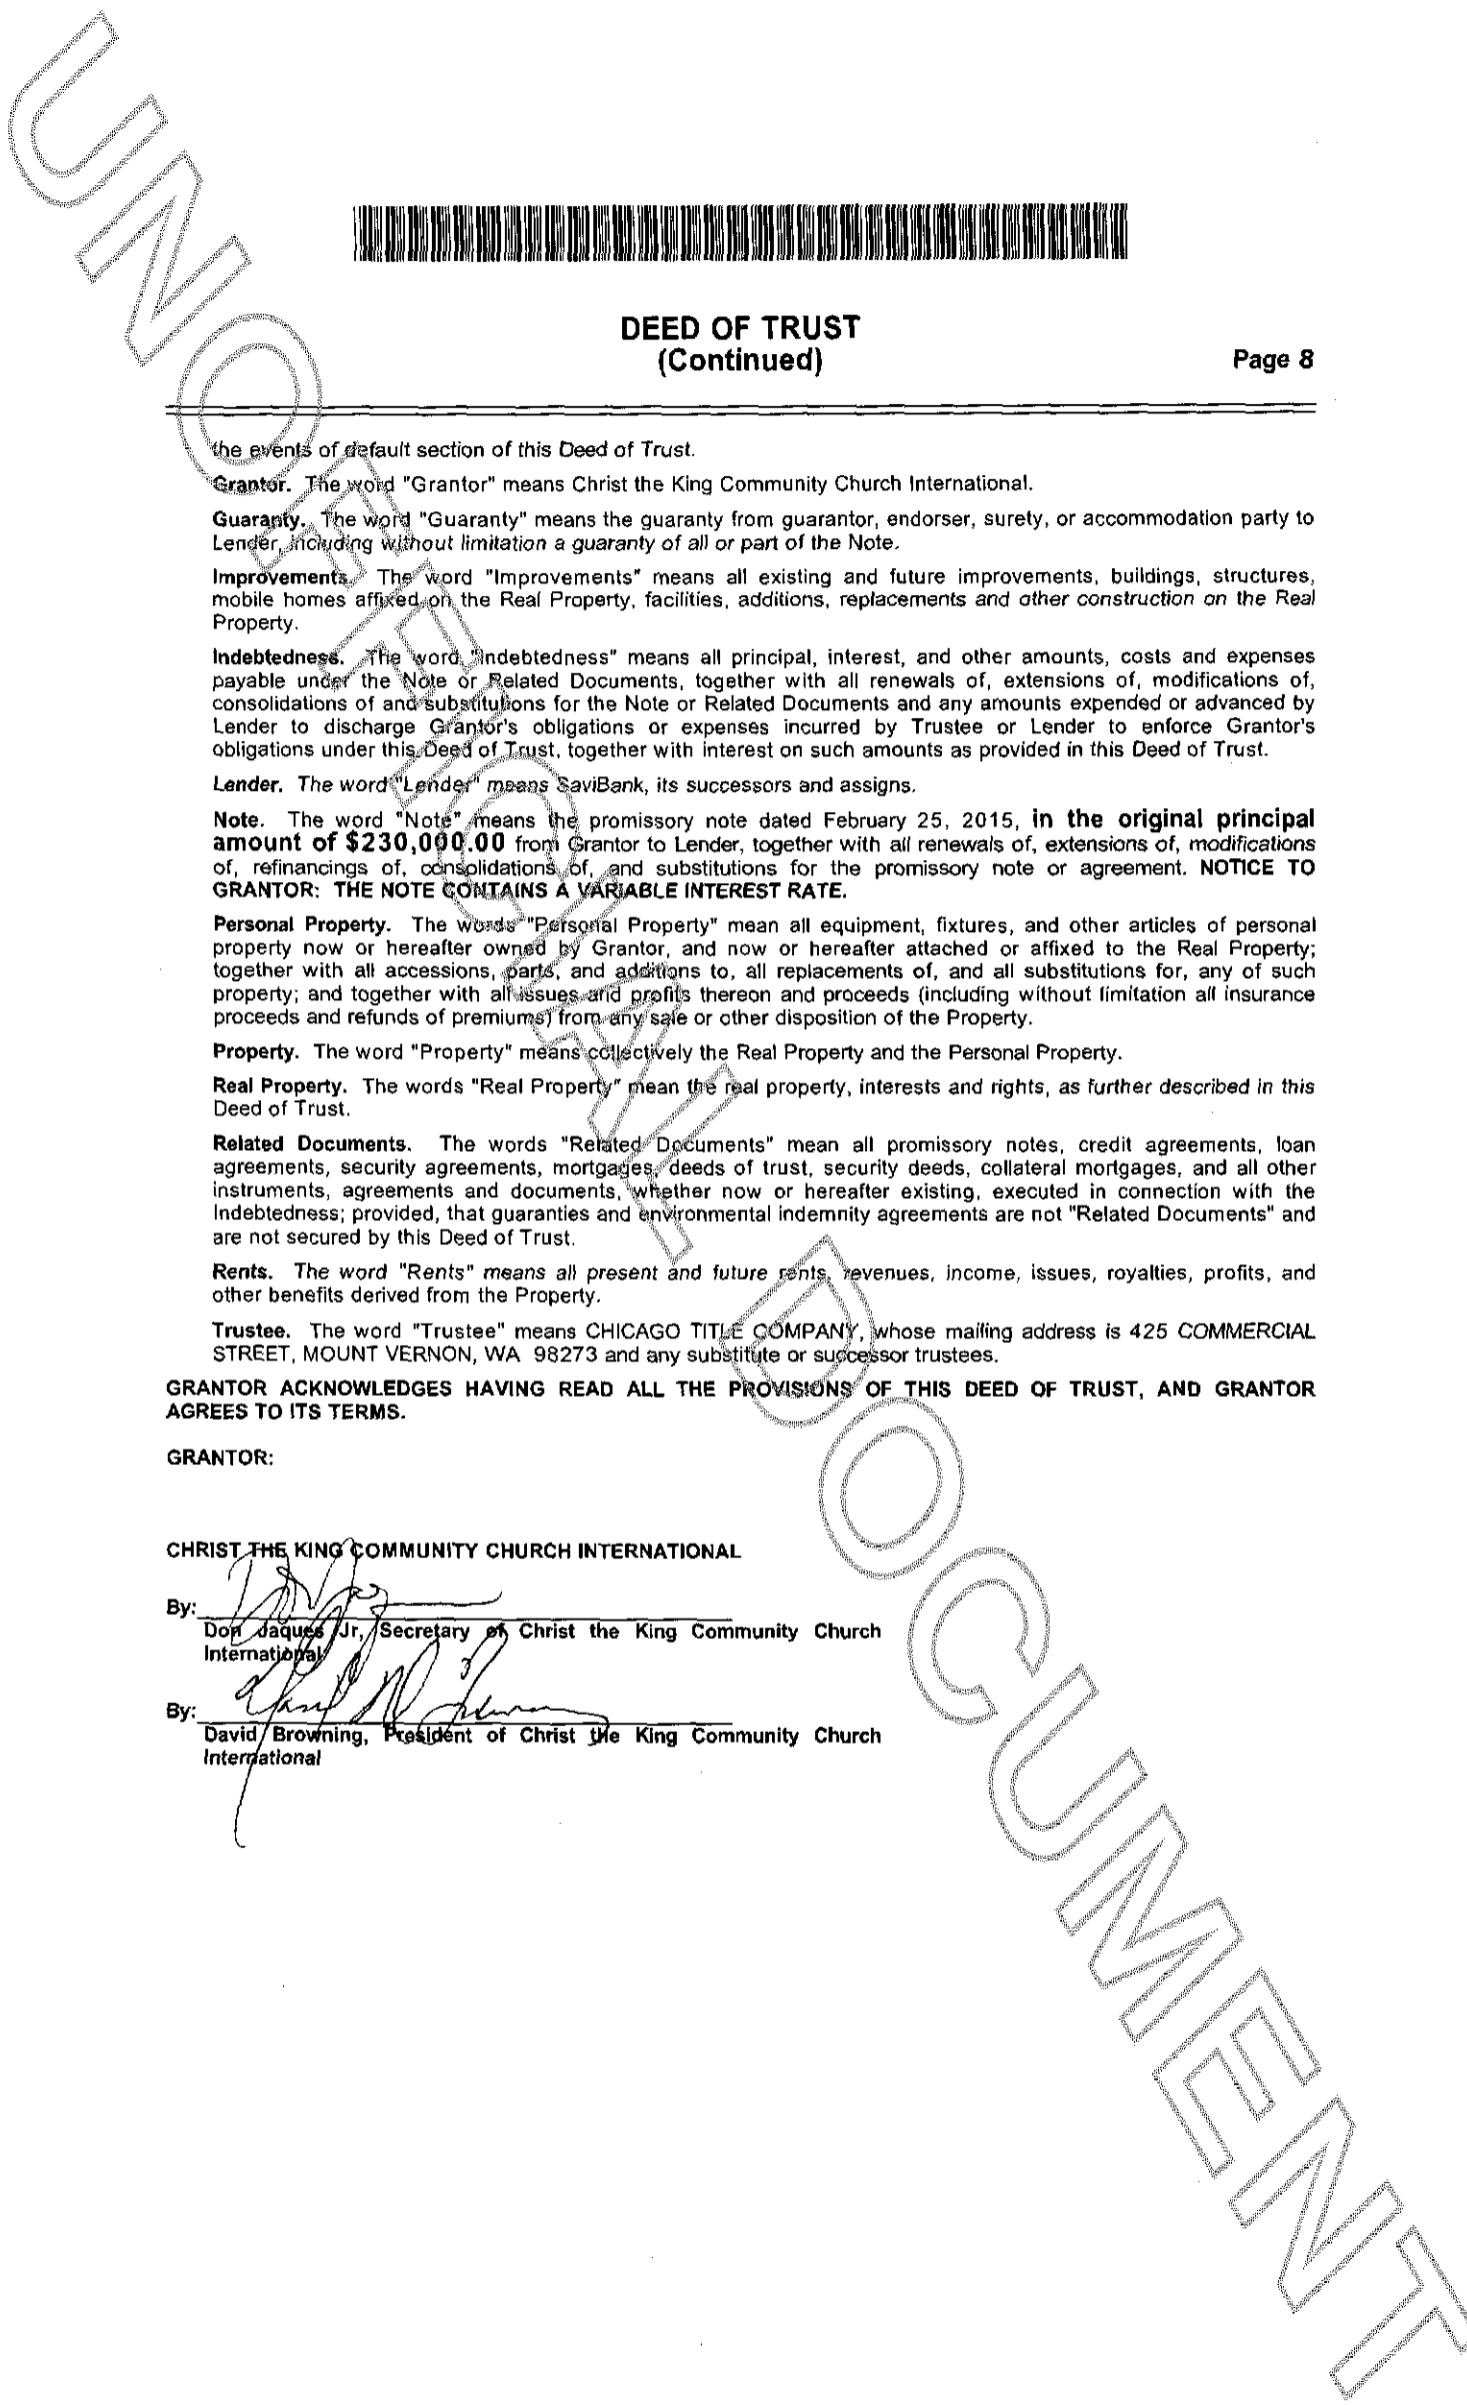 DEED OF TRUST
(Continued)
Page 8
the events of default section of this Deed of Trust.
Grantor. The word "Grantor" means Christ the King Community Church International.
Guaranty. The word "Guaranty" means the guaranty from guarantor, endorser, surety, or accommodation party to
Lender, including without limitation a guaranty of all or part of the Note.
Improvements. The word "Improvements" means all existing and future improvements, buildings, structures,
mobile homes affixed on the Real Property, facilities, additions, replacements and other construction on the Real
Property.
Indebtedness. The word "Indebtedness" means all principal, interest, and other amounts, costs and expenses
payable under the Note or Related Documents, together with all renewals of, extensions of, modifications of,
consolidations of and substitutions for the Note or Related Documents and any amounts expended or advanced by
Lender to discharge Grantor's obligations or expenses incurred by Trustee or Lender to enforce Grantor's
obligations under this Deed of Trust, together with interest on such amounts as provided in this Deed of Trust.
Lender. The word "Lender" means SaviBank, its successors and assigns.
Note. The word "Note" means the promissory note dated February 25, 2015, in the original principal
amount of $230,000.00 from Grantor to Lender, together with all renewals of, extensions of, modifications
of, refinancings of, consolidations of, and substitutions for the promissory note or agreement. NOTICE TO
GRANTOR: THE NOTE CONTAINS A VARIABLE INTEREST RATE.
Personal Property. The words "Personal Property" mean all equipment, fixtures, and other articles of personal
property now or hereafter owned by Grantor, and now or hereafter attached or affixed to the Real Property;
together with all accessions, parts, and additions to, all replacements of, and all substitutions for, any of such
property; and together with all issues and profits thereon and proceeds (including without limitation all insurance
proceeds and refunds of premiums) from any sale or other disposition of the Property.
Property. The word "Property" means collectively the Real Property and the Personal Property.
Real Property. The words "Real Property" mean the real property, interests and rights, as further described in this
Deed of Trust.
Related Documents. The words "Related Documents" mean all promissory notes, credit agreements, loan
agreements, security agreements, mortgages, deeds of trust, security deeds, collateral mortgages, and all other
instruments, agreements and documents, whether now or hereafter existing, executed in connection with the
Indebtedness; provided, that guaranties and environmental indemnity agreements are not "Related Documents" and
are not secured by this Deed of Trust.
Rents. The word "Rents" means all present and future rents, revenues, income, issues, royalties, profits, and
other benefits derived from the Property.
Trustee. The word "Trustee" means CHICAGO TITLE COMPANY, whose mailing address is 425 COMMERCIAL
STREET, MOUNT VERNON, WA 98273 and any substitute or successor trustees.
GRANTOR ACKNOWLEDGES HAVING READ ALL THE PROVISIONS OF THIS DEED OF TRUST, AND GRANTOR
AGREES TO ITS TERMS.
GRANTOR:
CHRIST THE KING COMMUNITY CHURCH INTERNATIONAL
By:
Don Jaques Jr, Secretary of Christ the King Community Church
International
By:
David Browning, President of Christ the King Community Church
International
UNOFFICIAL DOCUMENT